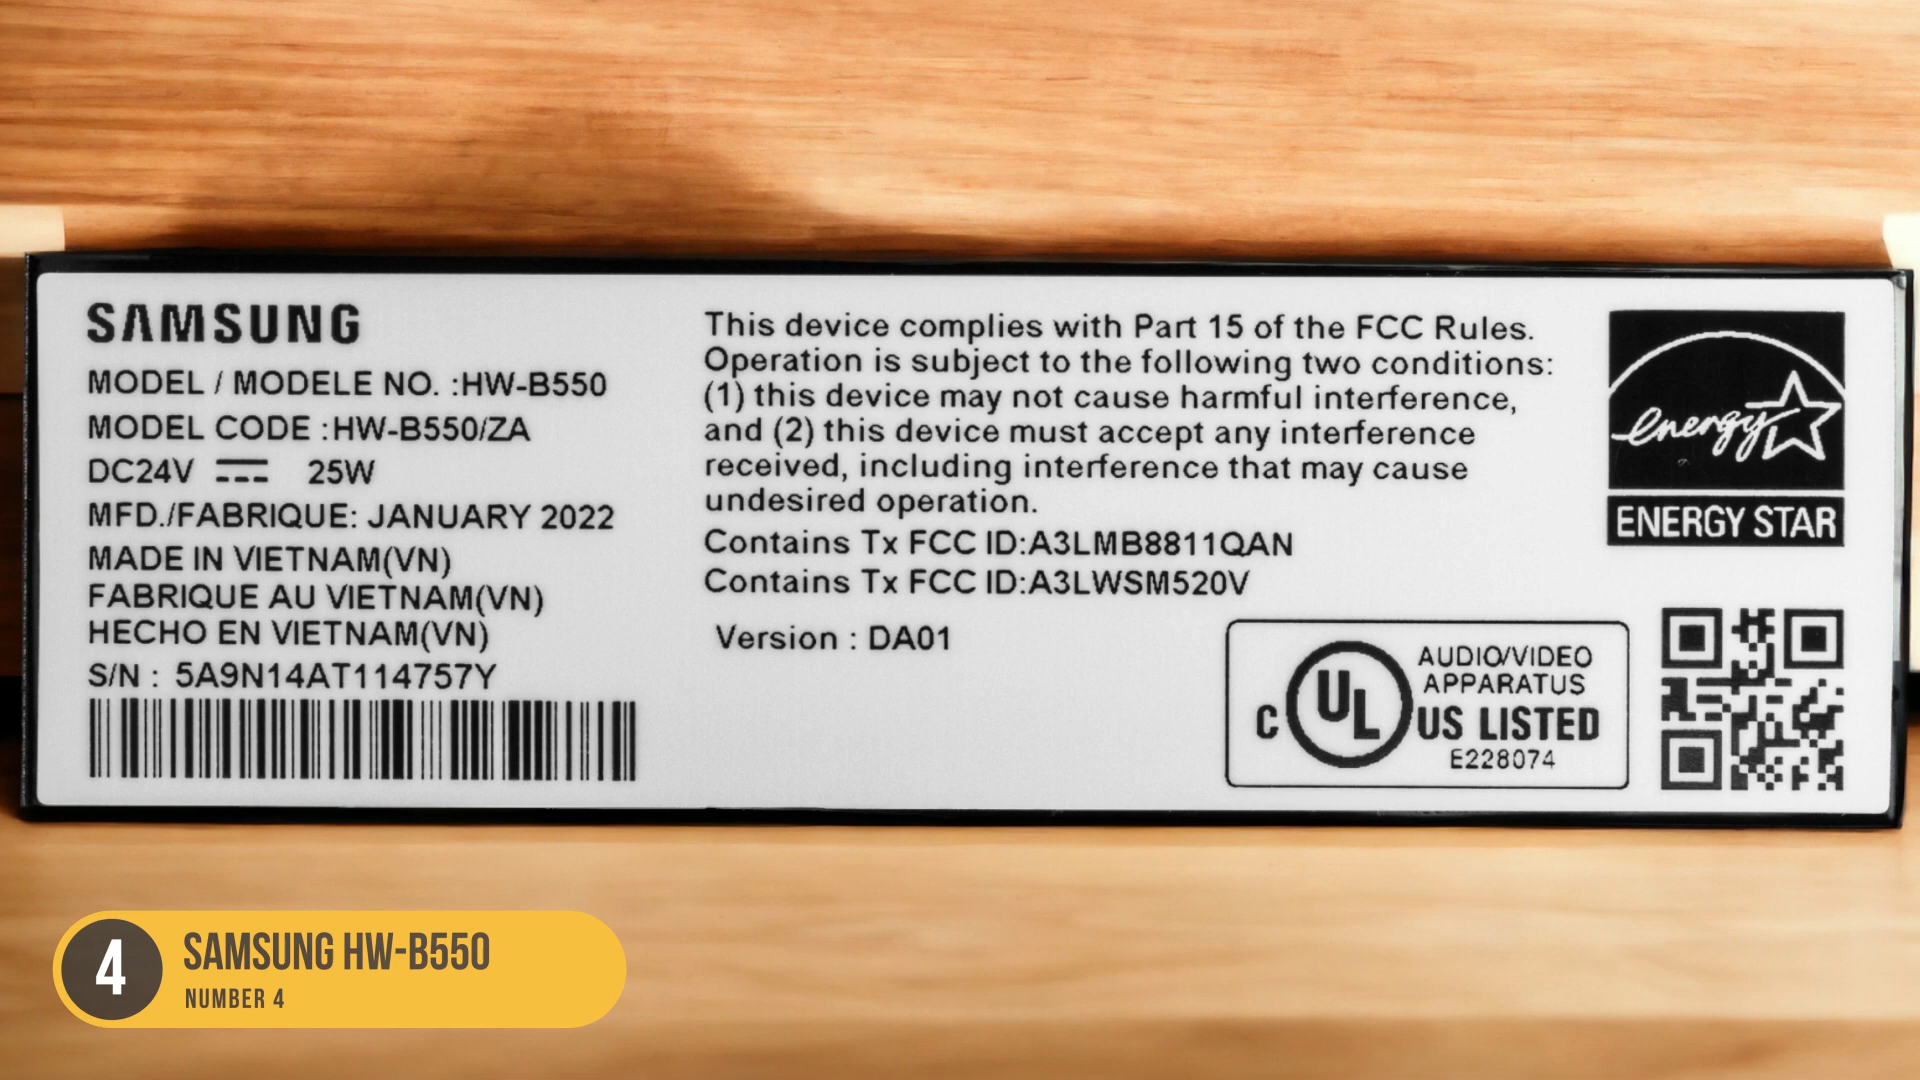 SAMSUNG
MODEL / MODELE NO. :HW-B550
MODEL CODE :HW-B550/ZA
DC24V 25W
MFD./FABRIQUE: JANUARY 2022
MADE IN VIETNAM(VN)
FABRIQUE AU VIETNAM(VN)
HECHO EN VIETNAM(VN)
S/N : 5A9N14AT114757Y
This device complies with Part 15 of the FCC Rules.
Operation is subject to the following two conditions:
(1) this device may not cause harmful interference,
and (2) this device must accept any interference
received, including interference that may cause
undesired operation.
Contains Tx FCC ID:A3LMB8811QAN
Contains Tx FCC ID:A3LWSM520V
Version : DA01
energy
ENERGY STAR
C UL US LISTED
AUDIO/VIDEO
APPARATUS
E228074
4
SAMSUNG HW-B550
NUMBER 4